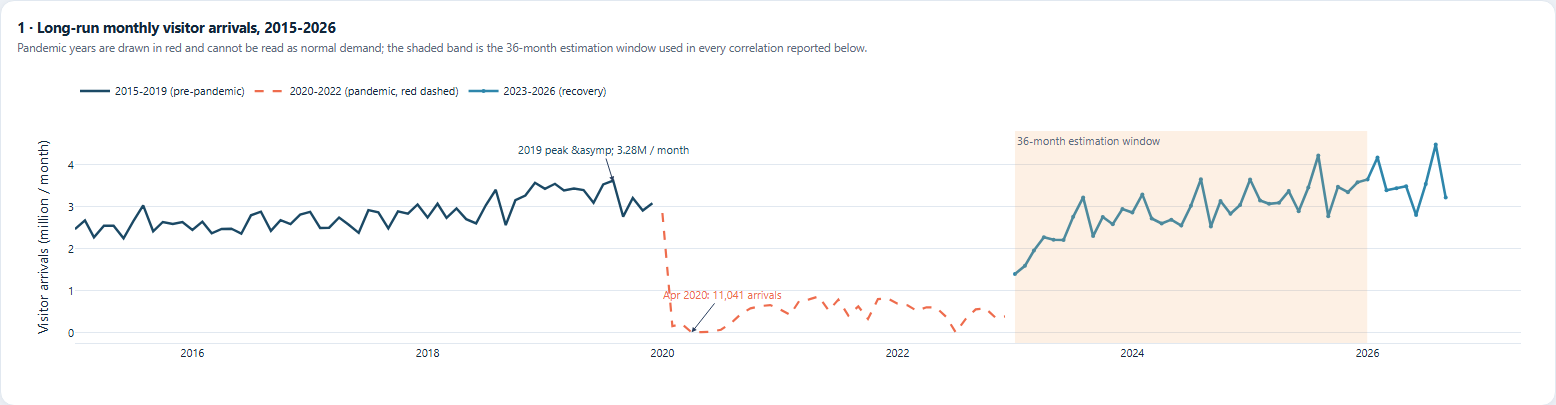 1 · Long-run monthly visitor arrivals, 2015-2026
Pandemic years are drawn in red and cannot be read as normal demand; the shaded band is the 36-month estimation window used in every correlation reported below.
2015-2019 (pre-pandemic)
2020-2022 (pandemic, red dashed)
2023-2026 (recovery)
Visitor arrivals (million / month)
2019 peak &asymp; 3.28M / month
36-month estimation window
4
3
2
1
0
Apr 2020: 11,041 arrivals
2016
2018
2020
2022
2024
2026